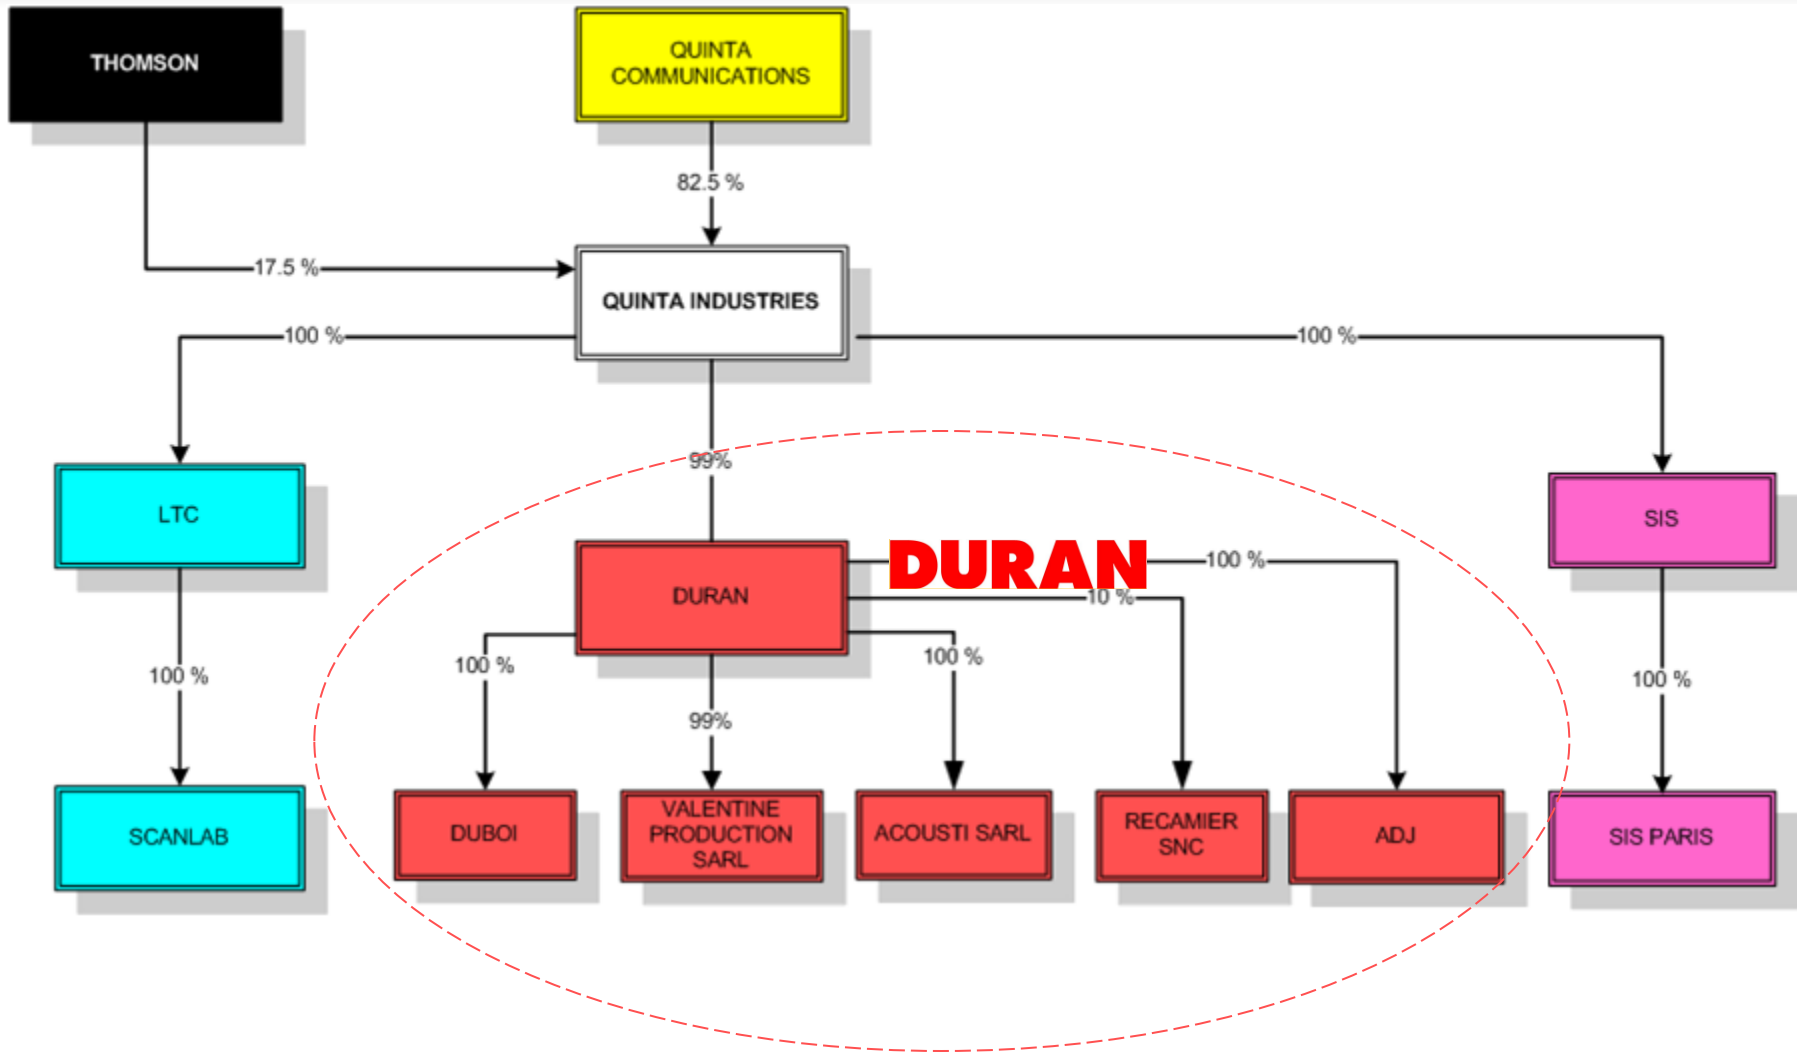 THOMSON
QUINTA
COMMUNICATIONS
82.5 %
17.5 %
QUINTA INDUSTRIES
100 %
100 %
99%
LTC
SIS
DURAN
100 %
DURAN
10 %
100 %
100 %
100 %
100 %
99%
SCANLAB
DUBOI
VALENTINE
PRODUCTION
SARL
ACOUSTI SARL
RECAMIER
SNC
ADJ
SIS PARIS